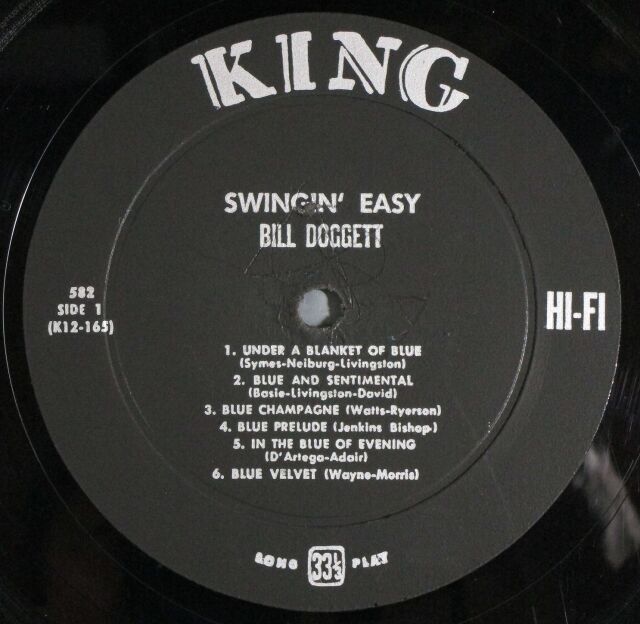 KING
SWINGIN' EASY
BILL DOGGETT
582
SIDE 1
(K12-165)
HI-FI
1. UNDER A BLANKET OF BLUE
(Symes-Neiburg-Livingston)
2. BLUE AND SENTIMENTAL
(Basie-Livingston-David)
3. BLUE CHAMPAGNE (Watts-Ryerson)
4. BLUE PRELUDE (Jenkins Bishop)
5. IN THE BLUE OF EVENING
(D'Artega-Adair)
6. BLUE VELVET (Wayne-Morris)
LONG 33⅓ PLAY